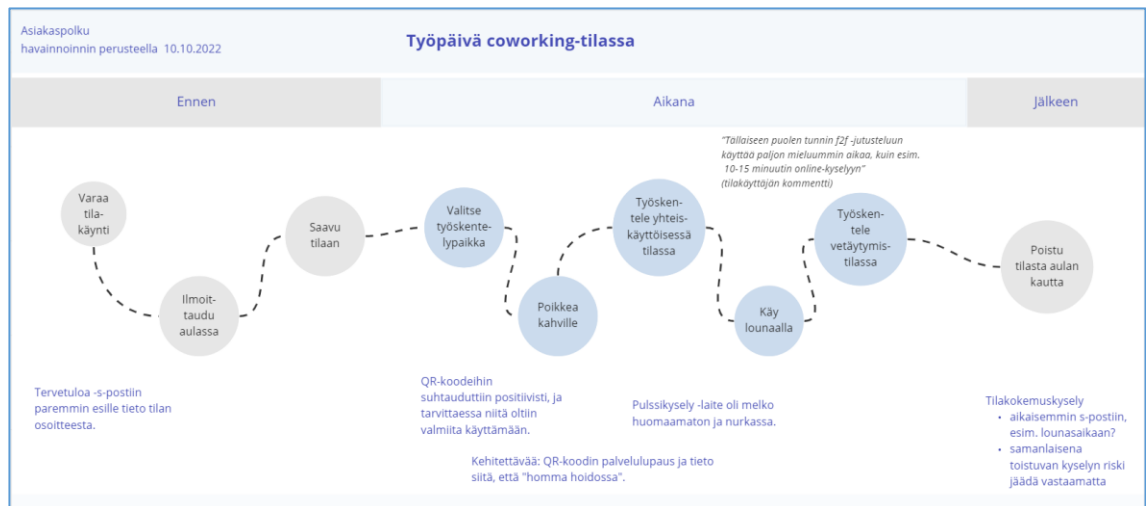 Asiakaspolku
havainnoinnin perusteella 10.10.2022
Työpäivä coworking-tilassa
Ennen
Aikana
Jälkeen
"Tällaiseen puolen tunnin f2f -jutusteluun
käyttää paljon mieluummin aikaa, kuin esim.
10-15 minuutin online-kyselyyn"
(tilakäyttäjän kommentti)
Varaa
tila-
käynti
Ilmoit-
taudu
aulassa
Saavu
tilaan
Valitse
työskente-
lypaikka
Poikkea
kahville
Työsken-
tele yhteis-
käyttöisessä
tilassa
Käy
lounaalla
Työsken-
tele
vetäytymis-
tilassa
Poistu
tilasta aulan
kautta
Tervetuloa -s-postiin
paremmin esille tieto tilan
osoitteesta.
QR-koodeihin
suhtauduttiin positiivisti, ja
tarvittaessa niitä oltiin
valmiita käyttämään.
Kehitettävää: QR-koodin palvelulupaus ja tieto
siitä, että "homma hoidossa".
Pulssikysely -laite oli melko
huomaamaton ja nurkassa.
Tilakokemuskysely
• aikaisemmin s-postiin,
esim. lounasaikaan?
• samanlaisena
toistuvan kyselyn riski
jäädä vastaamatta